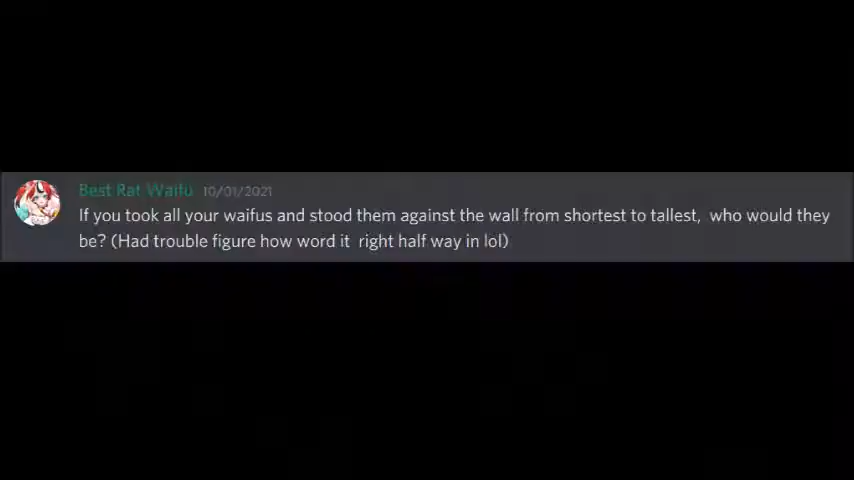 Best Rat Waifu 10/01/2021
If you took all your waifus and stood them against the wall from shortest to tallest,  who would they
be? (Had trouble figure how word it  right half way in lol)